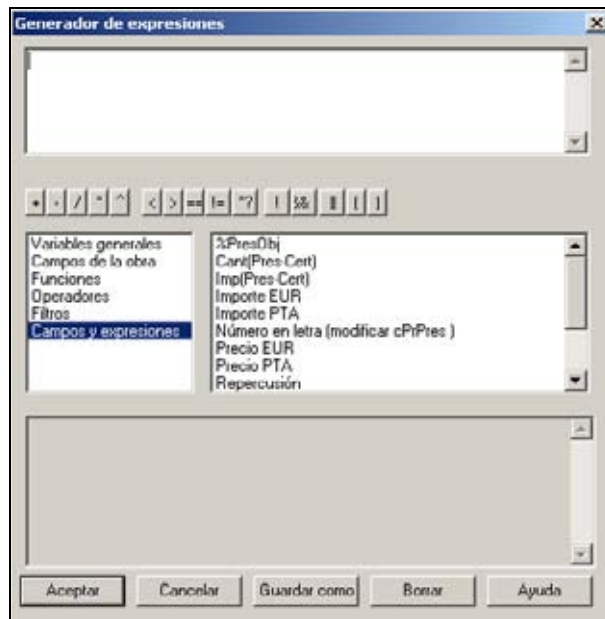 Generador de expresiones
+ - / * ^ < > == != *? ! && || ( )
Variables generales
Campos de la obra
Funciones
Operadores
Filtros
Campos y expresiones
%PresObj
Cant(Pres-Cert)
Imp(Pres-Cert)
Importe EUR
Importe PTA
Número en letra (modificar cPrPres )
Precio EUR
Precio PTA
Repercusión
Aceptar Cancelar Guardar como Borrar Ayuda